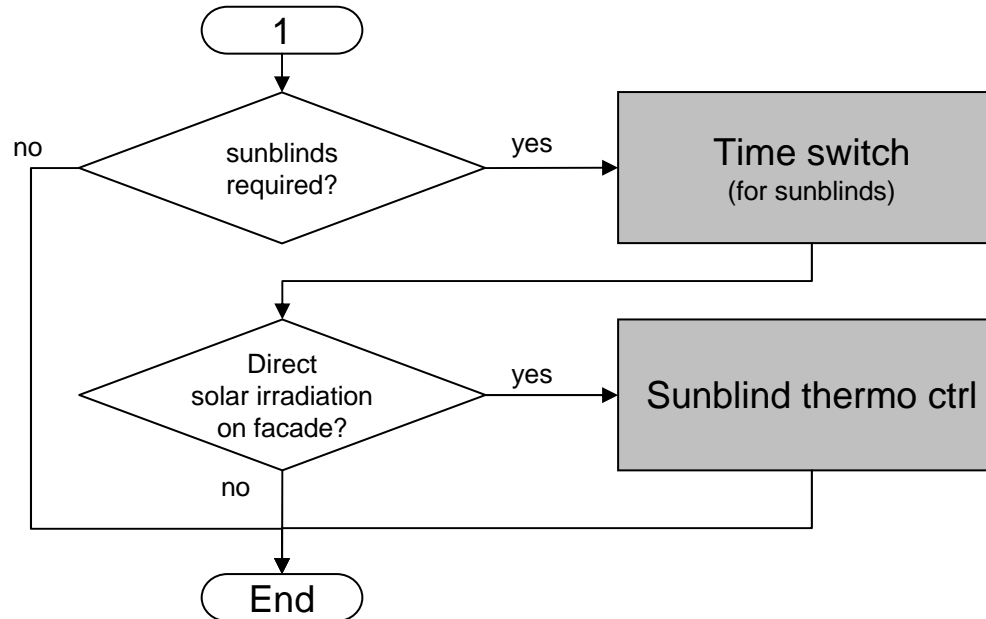 1
sunblinds
required?
no
yes
Time switch
(for sunblinds)
Direct
solar irradiation
on facade?
yes
Sunblind thermo ctrl
no
End